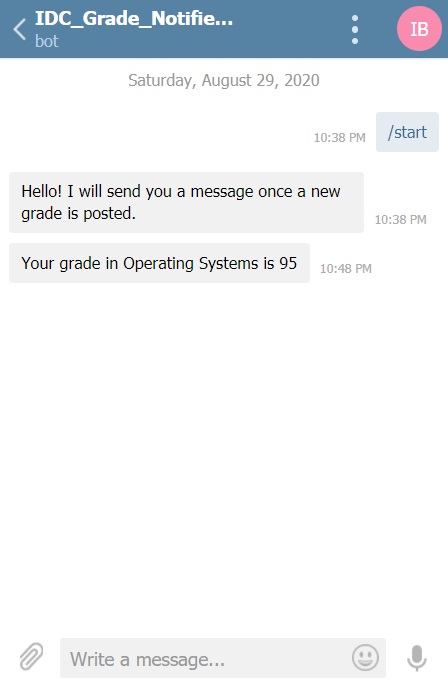 IDC_Grade_Notifie...
bot
IB
Saturday, August 29, 2020
10:38 PM
/start
Hello! I will send you a message once a new
grade is posted.
10:38 PM
Your grade in Operating Systems is 95
10:48 PM
Write a message...